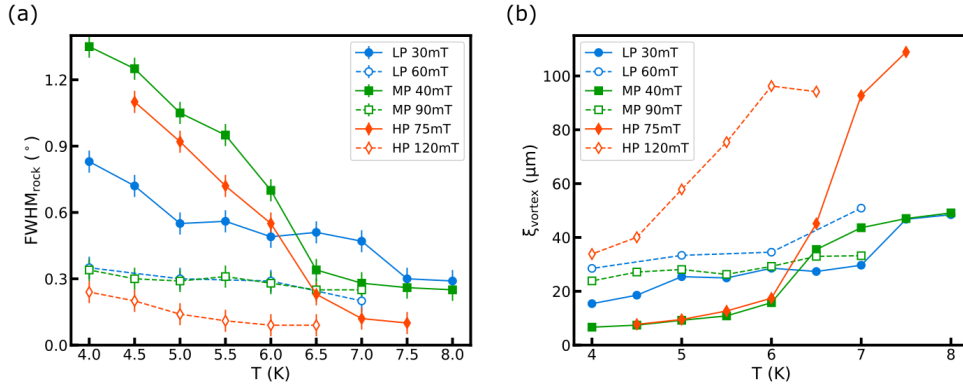 (a)
(b)
FWHM_rock (°)
1.2
0.9
0.6
0.3
0.0
4.0 4.5 5.0 5.5 6.0 6.5 7.0 7.5 8.0
T (K)
LP 30mT
LP 60mT
MP 40mT
MP 90mT
HP 75mT
HP 120mT
ξ_vortex (μm)
100
80
60
40
20
0
4 5 6 7 8
T (K)
LP 30mT
LP 60mT
MP 40mT
MP 90mT
HP 75mT
HP 120mT